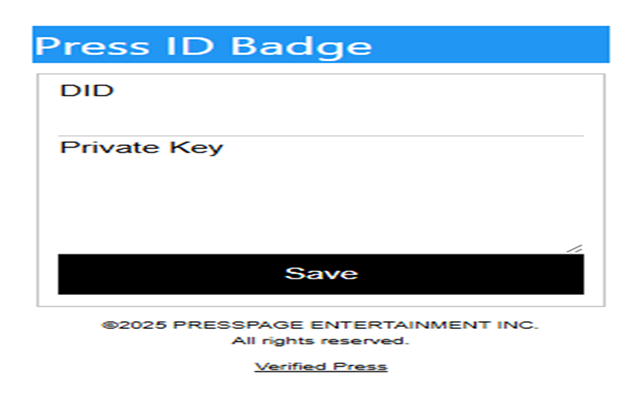 Press ID Badge
DID
Private Key
Save
©2025 PRESSPAGE ENTERTAINMENT INC.
All rights reserved.
Verified Press